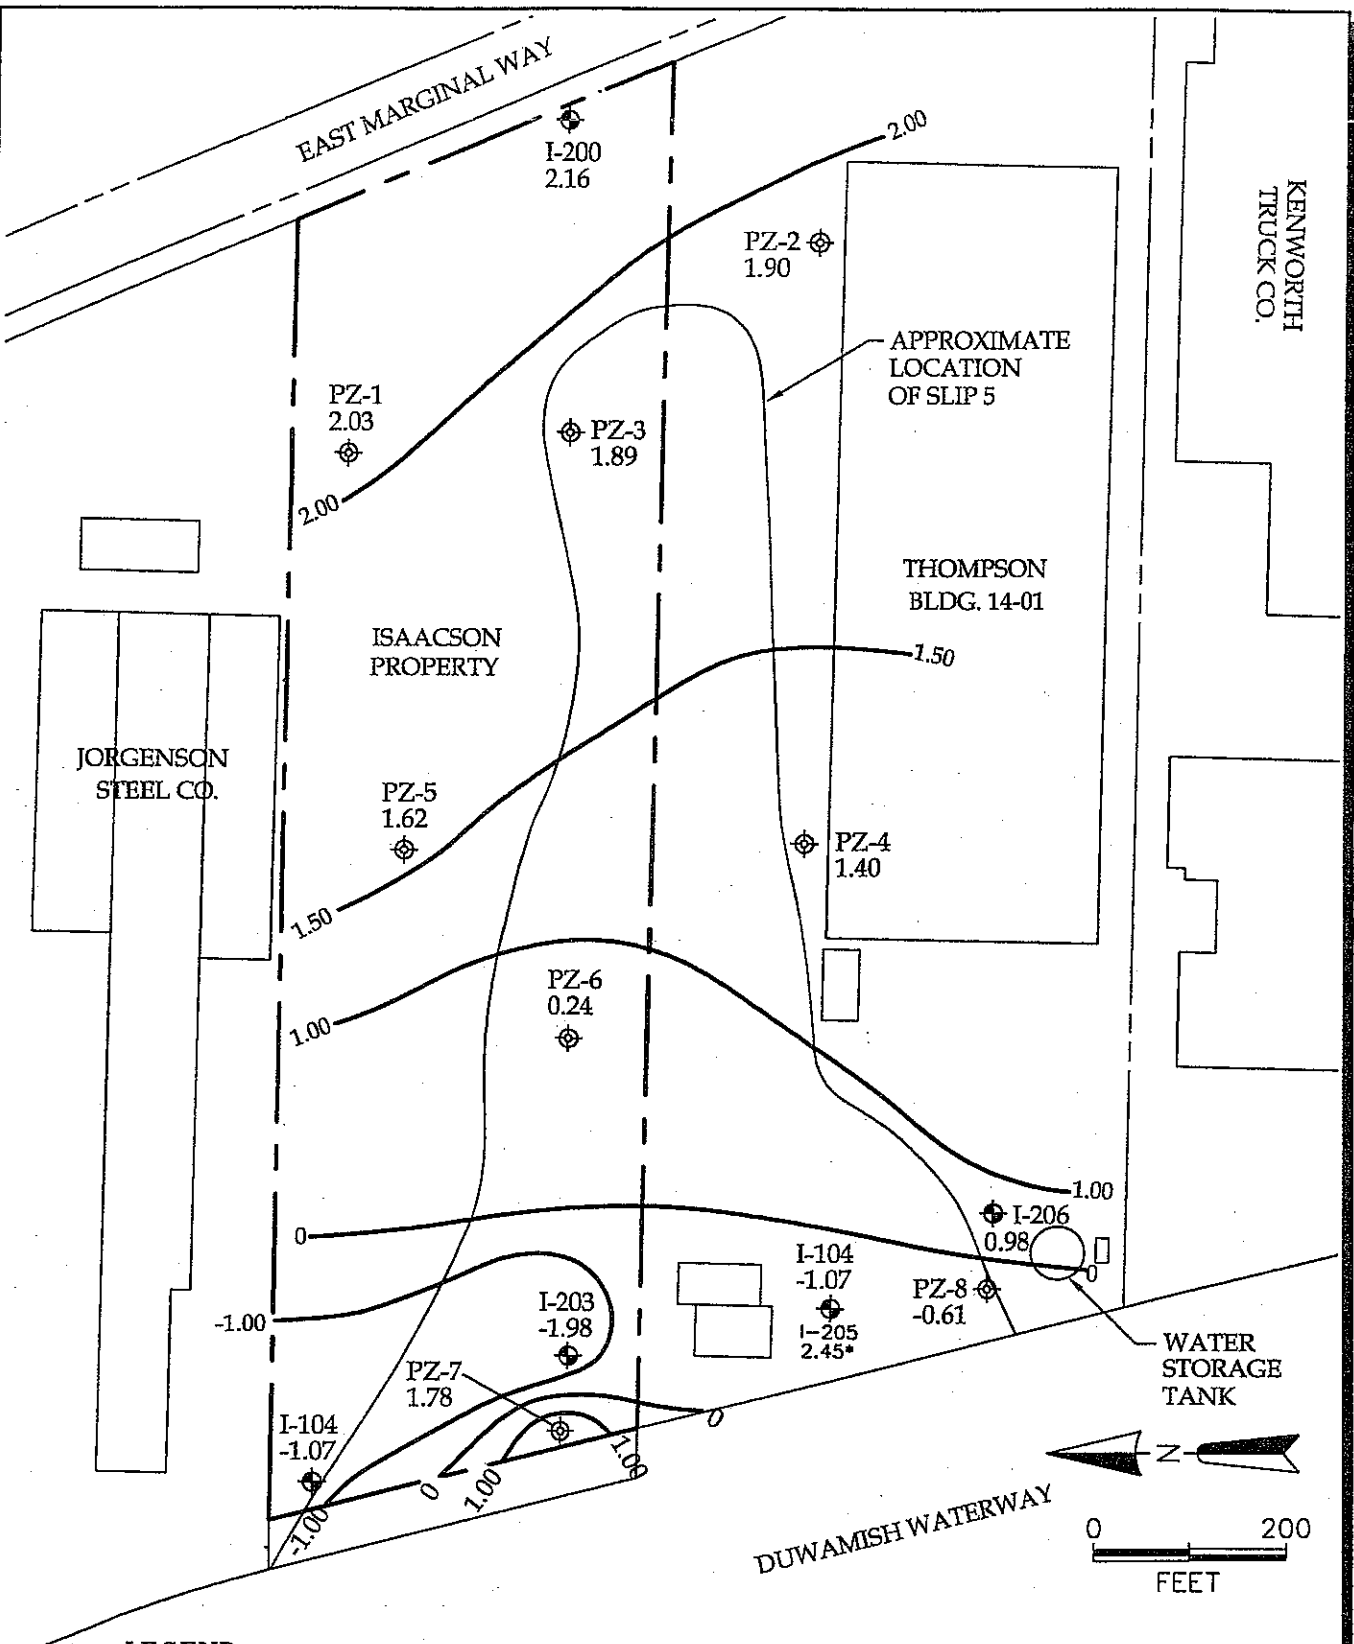 EAST MARGINAL WAY
I-200
2.16
2.00
PZ-2
1.90
KENWORTH
TRUCK CO.
APPROXIMATE
LOCATION
OF SLIP 5
PZ-1
2.03
PZ-3
1.89
2.00
THOMPSON
BLDG. 14-01
ISAACSON
PROPERTY
1.50
JORGENSON
STEEL CO.
PZ-5
1.62
PZ-4
1.40
1.50
PZ-6
0.24
1.00
1.00
I-206
0.98
0
I-104
-1.07
0
PZ-8
-0.61
I-203
-1.98
-1.00
I-205
2.45*
WATER
STORAGE
TANK
PZ-7
1.78
0
I-104
-1.07
1.00
0
1.00
N
-1.00
DUWAMISH WATERWAY
0 200
FEET